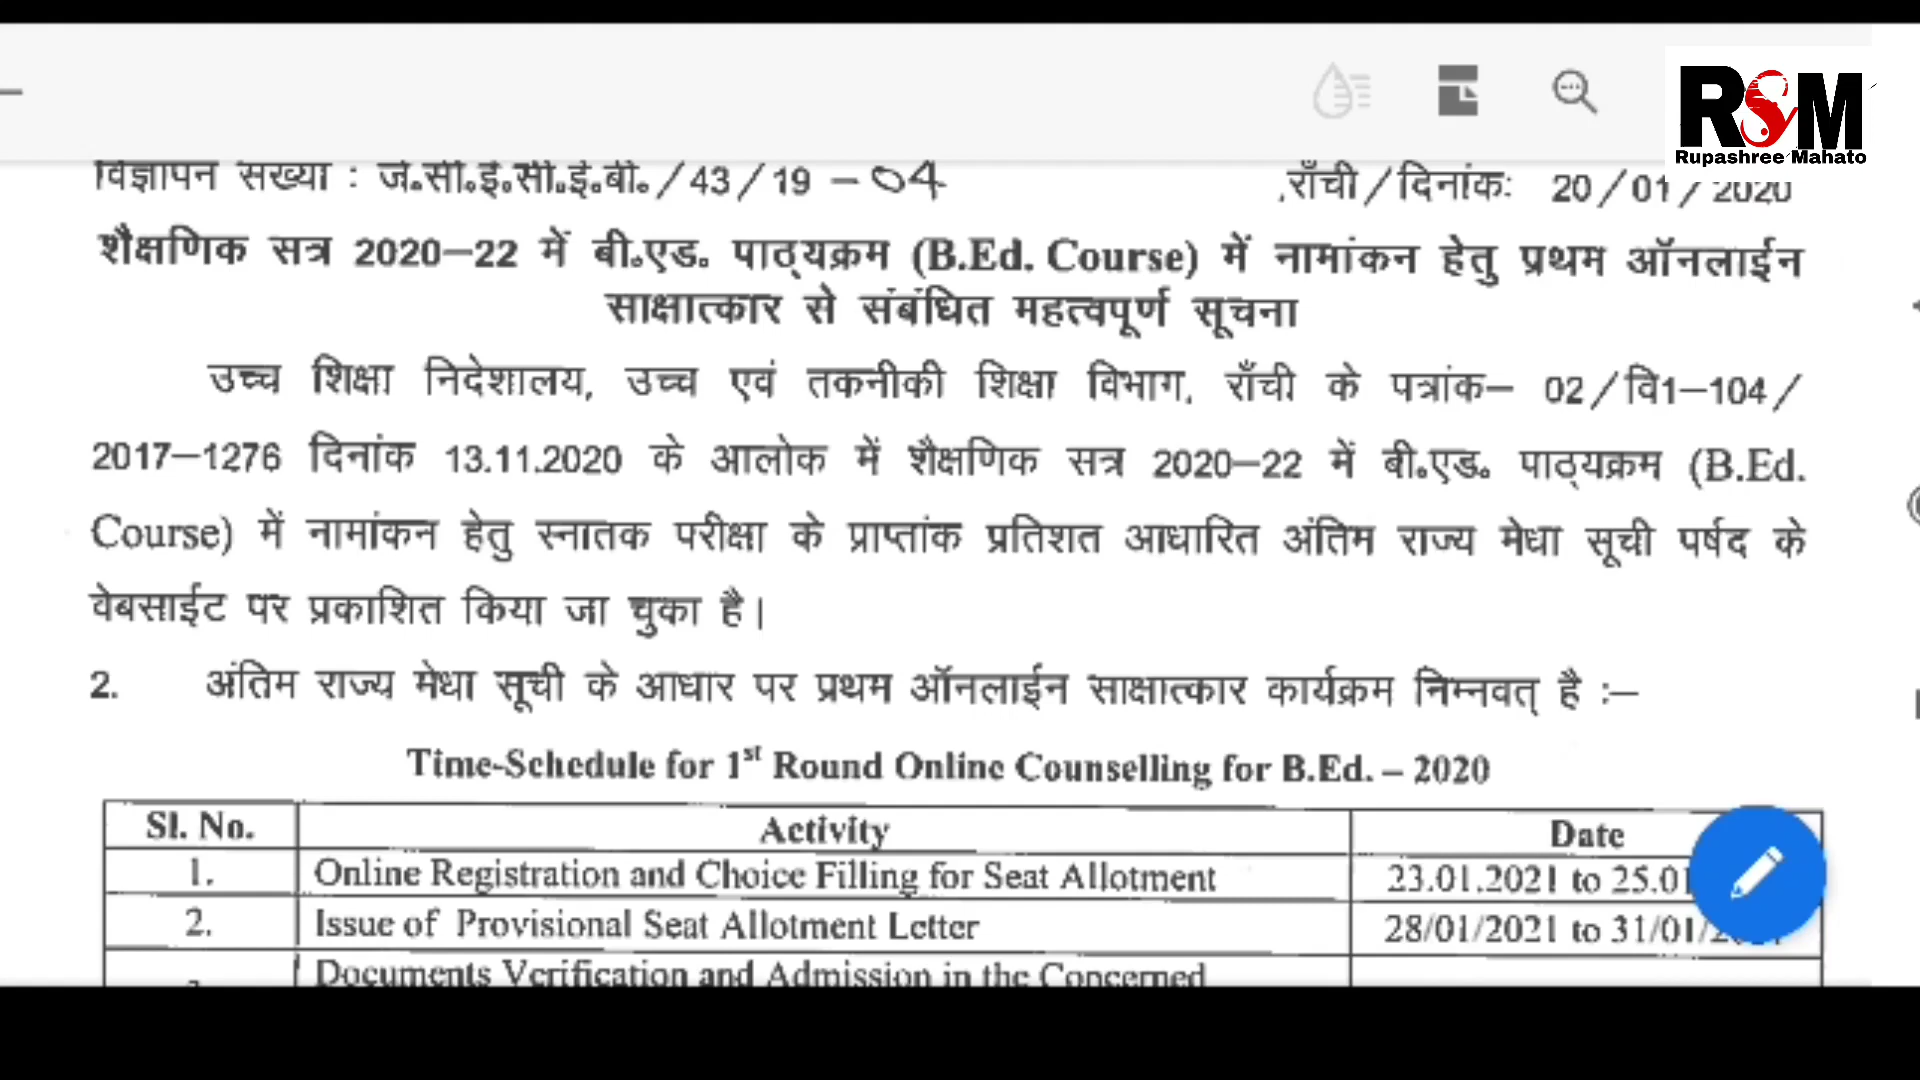 RSM
Rupashree Mahato
विज्ञापन सख्या : जे.सी.ई.सी.ई.बी. / 43 / 19 – 04 राँची / दिनांक: 20 / 01 / 2020
शैक्षणिक सत्र 2020–22 में बी.एड. पाठ्यक्रम (B.Ed. Course) में नामांकन हेतु प्रथम ऑनलाईन
साक्षात्कार से संबंधित महत्वपूर्ण सूचना
उच्च शिक्षा निदेशालय, उच्च एवं तकनीकी शिक्षा विभाग, राँची के पत्रांक– 02 / वि1–104 /
2017–1276 दिनांक 13.11.2020 के आलोक में शैक्षणिक सत्र 2020–22 में बी.एड. पाठ्यक्रम (B.Ed.
Course) में नामांकन हेतु स्नातक परीक्षा के प्राप्तांक प्रतिशत आधारित अंतिम राज्य मेधा सूची पर्षद के
वेबसाईट पर प्रकाशित किया जा चुका है।
2. अंतिम राज्य मेधा सूची के आधार पर प्रथम ऑनलाईन साक्षात्कार कार्यक्रम निम्नवत् है :–
Time-Schedule for 1st Round Online Counselling for B.Ed. – 2020
Sl. No. Activity Date
1. Online Registration and Choice Filling for Seat Allotment 23.01.2021 to 25.01
2. Issue of Provisional Seat Allotment Letter 28/01/2021 to 31/01/
Documents Verification and Admission in the Concerned